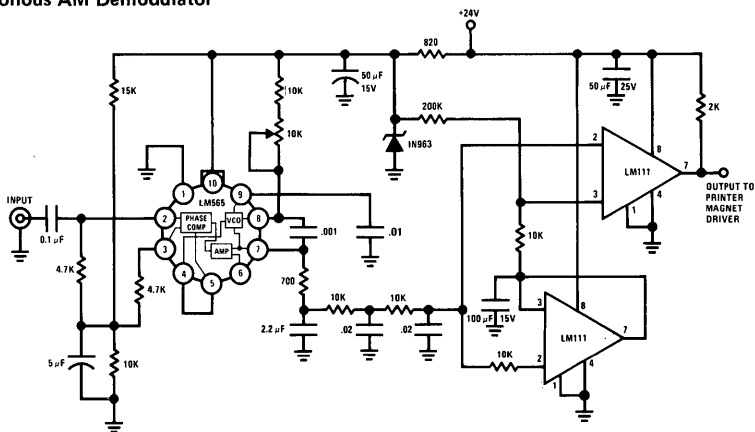 onous AM Demodulator
+24V
820
50 µF
15V
50 µF
25V
15K
10K
10K
200K
2K
1N963
2
8
LM111
7
3
4
1
OUTPUT TO
PRINTER
MAGNET
DRIVER
INPUT
0.1 µF
1
10
9
LM565
2
PHASE
COMP
VCO
8
3
AMP
7
4
5
6
.001
.01
4.7K
4.7K
700
10K
10K
10K
2.2 µF
.02
.02
100 µF
15V
3
8
LM111
7
10K
2
4
1
5 µF
10K